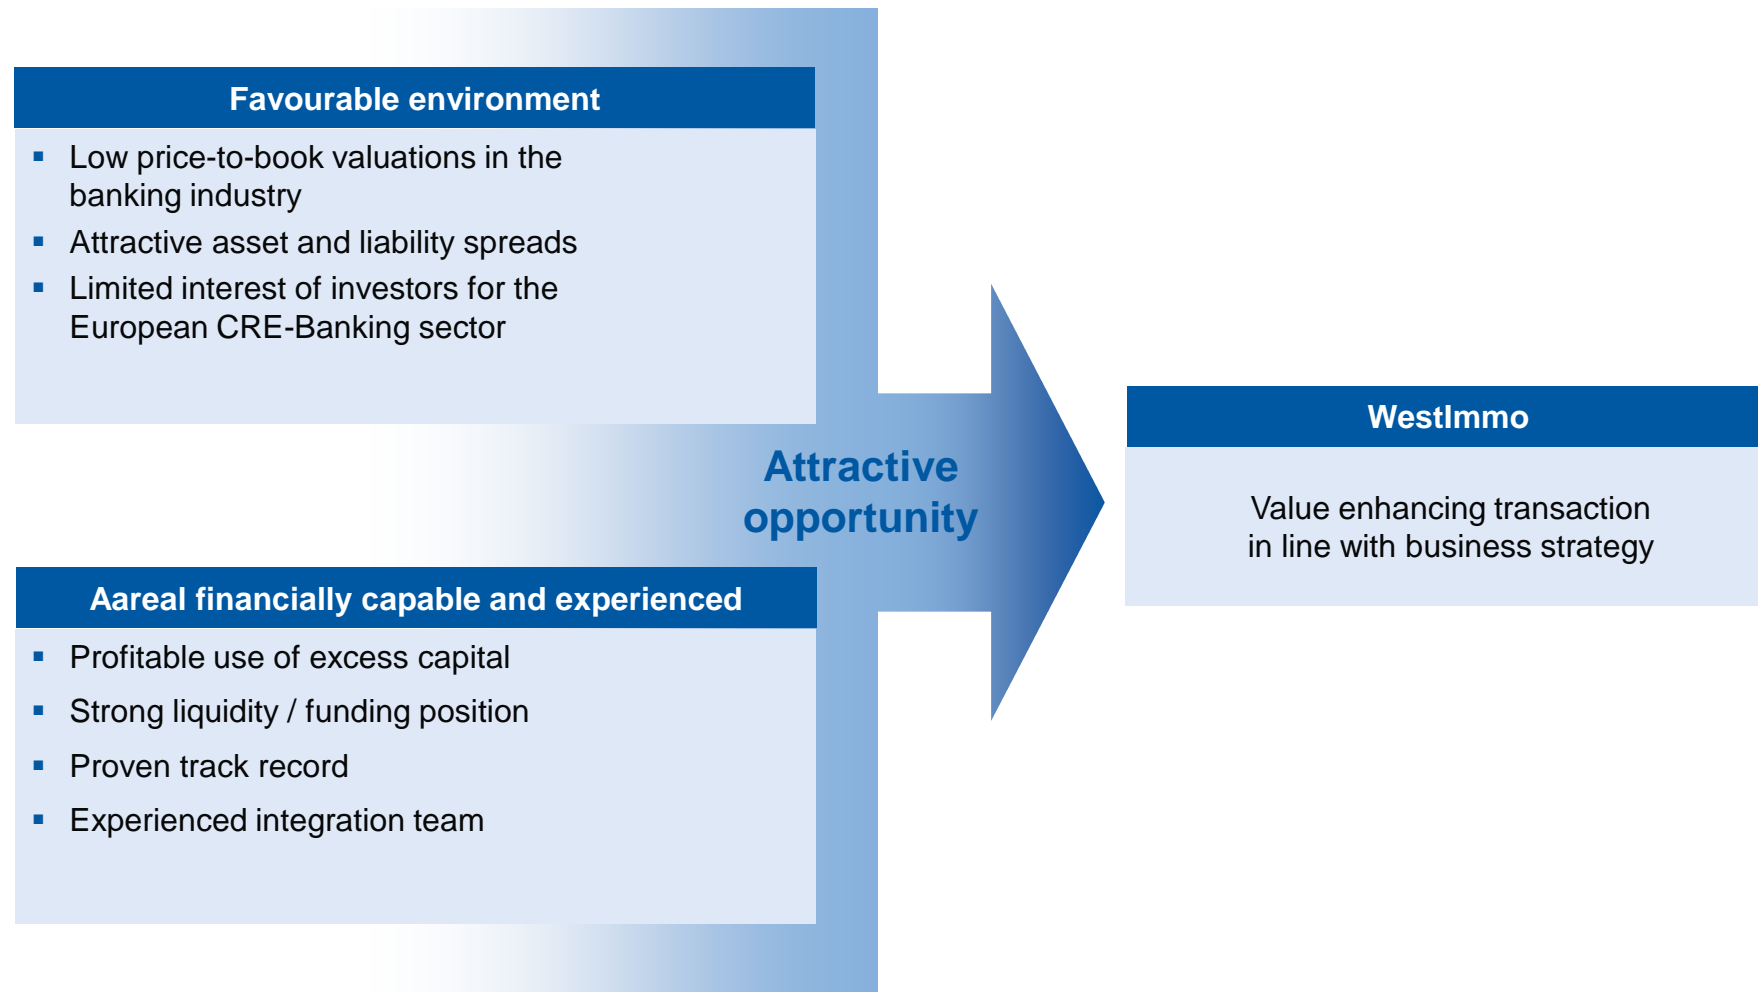 Favourable environment
▪ Low price-to-book valuations in the
banking industry
▪ Attractive asset and liability spreads
▪ Limited interest of investors for the
European CRE-Banking sector
Attractive
opportunity
WestImmo
Value enhancing transaction
in line with business strategy
Aareal financially capable and experienced
▪ Profitable use of excess capital
▪ Strong liquidity / funding position
▪ Proven track record
▪ Experienced integration team